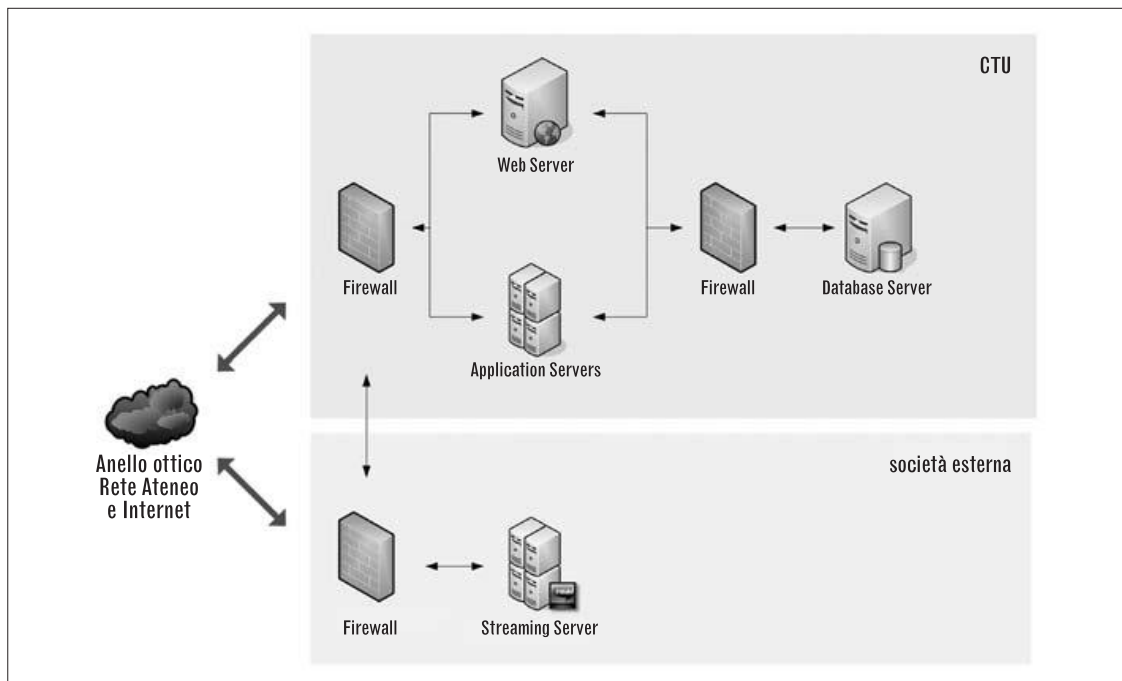 CTU
Web Server
Firewall
Firewall
Database Server
Application Servers
Anello ottico
Rete Ateneo
e Internet
società esterna
Firewall
Streaming Server